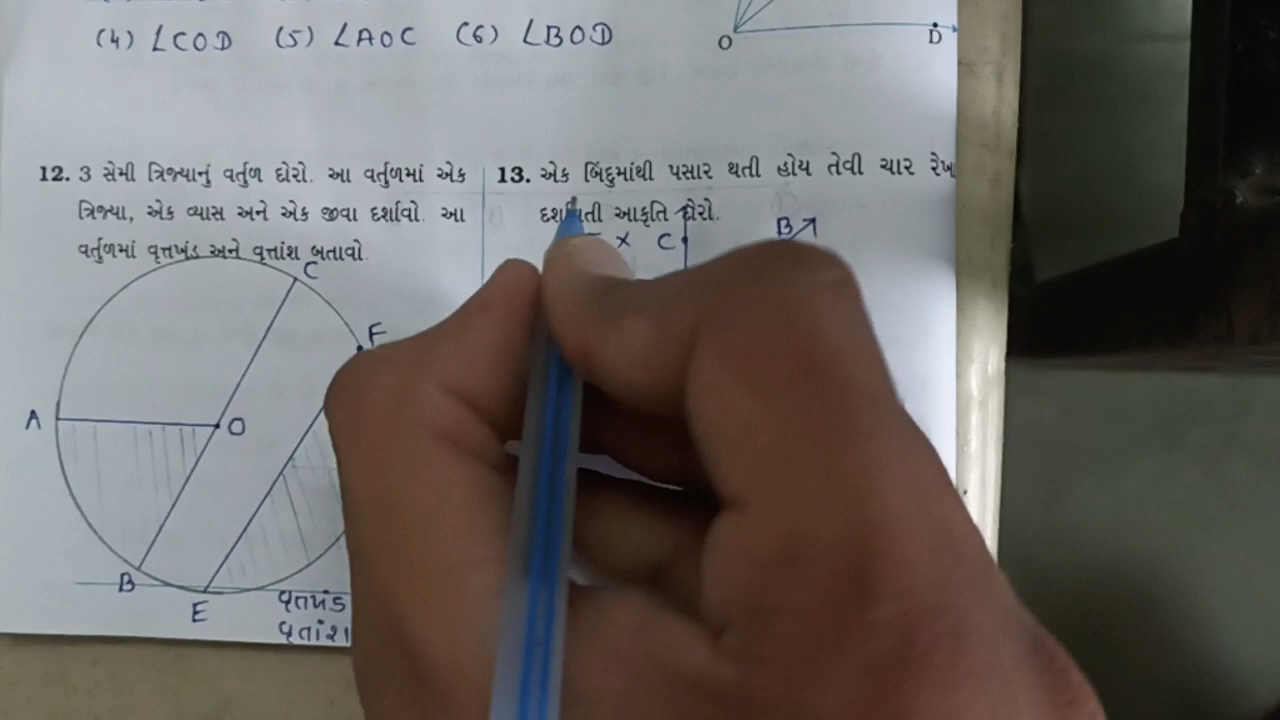 (4) ∠COD (5) ∠AOC (6) ∠BOD
O
D
12. 3 સેમી ત્રિજ્યાનું વર્તુળ દોરો. આ વર્તુળમાં એક
ત્રિજ્યા, એક વ્યાસ અને એક જીવા દર્શાવો. આ
વર્તુળમાં વૃત્તખંડ અને વૃત્તાંશ બતાવો.
C
F
A
O
B
E
વૃતખંડ
વૃતાંશ
13. એક બિંદુમાંથી પસાર થતી હોય તેવી ચાર
આકૃતિ દોરો.
x C
B